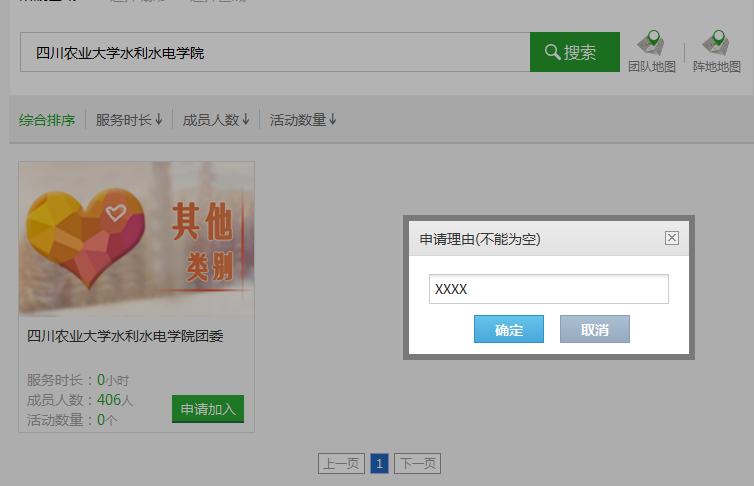 四川农业大学水利水电学院
搜索
团队地图
阵地地图
综合排序
服务时长↓
成员人数↓
活动数量↓
其他
类别
四川农业大学水利水电学院团委
服务时长：0小时
成员人数：406人
活动数量：0个
申请加入
申请理由(不能为空)
XXXX
确定
取消
上一页
1
下一页